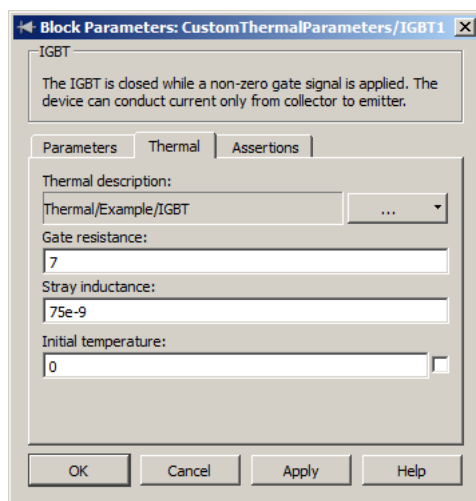 Block Parameters: CustomThermalParameters/IGBT1
IGBT
The IGBT is closed while a non-zero gate signal is applied. The
device can conduct current only from collector to emitter.
Parameters Thermal Assertions
Thermal description:
Thermal/Example/IGBT ...
Gate resistance:
7
Stray inductance:
75e-9
Initial temperature:
0
OK Cancel Apply Help